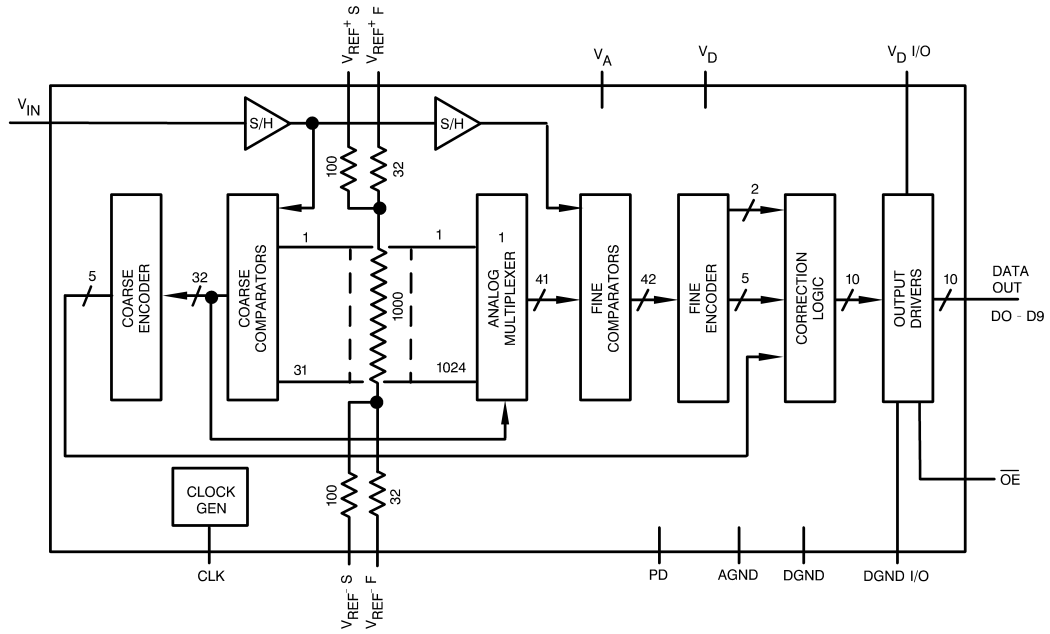 VREF+ S
VREF+ F
VA
VD
VD I/O
VIN
S/H
S/H
100
32
2
1
1
1
5
COARSE
ENCODER
32
COARSE
COMPARATORS
1000
ANALOG
MULTIPLEXER
41
FINE
COMPARATORS
42
FINE
ENCODER
5
CORRECTION
LOGIC
10
OUTPUT
DRIVERS
10
DATA
OUT
DO - D9
31
1024
CLOCK
GEN
100
32
OE
CLK
VREF- S
VREF- F
PD
AGND
DGND
DGND I/O